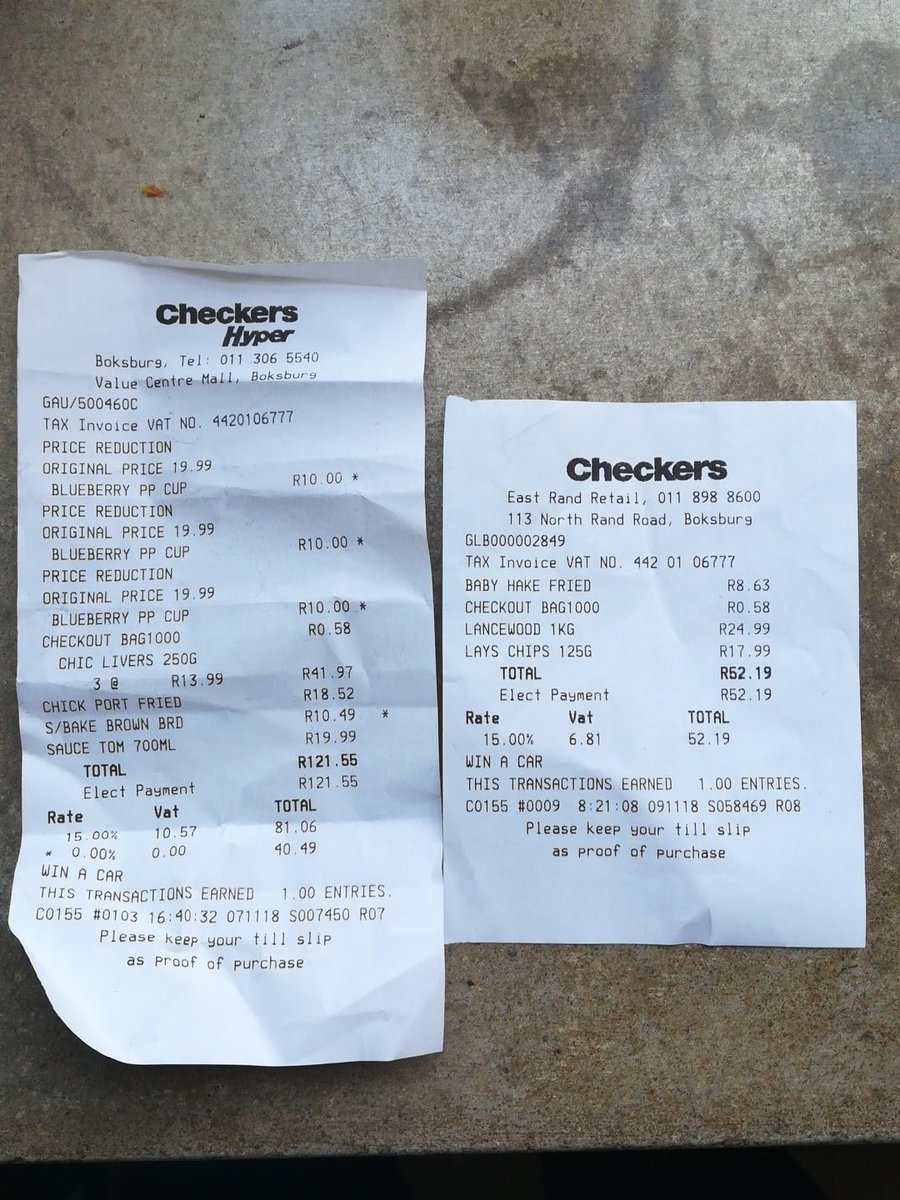 Checkers
Hyper
Boksburg, Tel: 011 306 5540
Value Centre Mall, Boksburg
GAU/500460C
TAX Invoice VAT NO. 4420106777
PRICE REDUCTION
ORIGINAL PRICE 19.99
BLUEBERRY PP CUP R10.00 *
PRICE REDUCTION
ORIGINAL PRICE 19.99
BLUEBERRY PP CUP R10.00 *
PRICE REDUCTION
ORIGINAL PRICE 19.99
BLUEBERRY PP CUP R10.00 *
CHECKOUT BAG1000 R0.58
CHIC LIVERS 250G
3 @ R13.99 R41.97
CHICK PORT FRIED R18.52
S/BAKE BROWN BRD R10.49 *
SAUCE TOM 700ML R19.99
TOTAL R121.55
Elect Payment R121.55
Rate Vat TOTAL
15.00% 10.57 81.06
* 0.00% 0.00 40.49
WIN A CAR
THIS TRANSACTIONS EARNED 1.00 ENTRIES.
C0155 #0103 16:40:32 071118 S007450 R07
Please keep your till slip
as proof of purchase
Checkers
East Rand Retail, 011 898 8600
113 North Rand Road, Boksburg
GLB000002849
TAX Invoice VAT NO. 442 01 06777
BABY HAKE FRIED R8.63
CHECKOUT BAG1000 R0.58
LANCEWOOD 1KG R24.99
LAYS CHIPS 125G R17.99
TOTAL R52.19
Elect Payment R52.19
Rate Vat TOTAL
15.00% 6.81 52.19
WIN A CAR
THIS TRANSACTIONS EARNED 1.00 ENTRIES.
C0155 #0009 8:21:08 091118 S058469 R08
Please keep your till slip
as proof of purchase